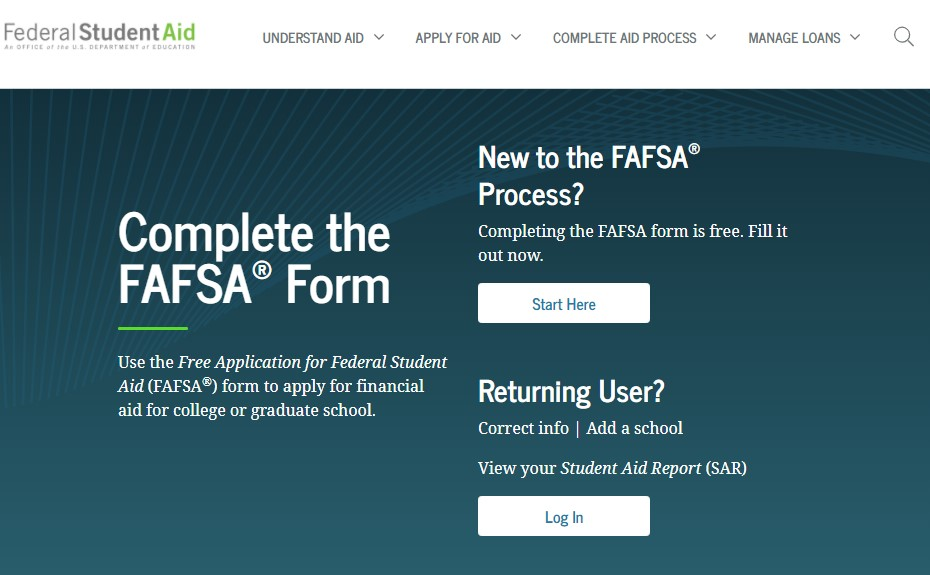 Federal Student Aid
An OFFICE of the U.S. DEPARTMENT of EDUCATION
UNDERSTAND AID
APPLY FOR AID
COMPLETE AID PROCESS
MANAGE LOANS
Complete the
FAFSA® Form
Use the Free Application for Federal Student
Aid (FAFSA®) form to apply for financial
aid for college or graduate school.
New to the FAFSA®
Process?
Completing the FAFSA form is free. Fill it
out now.
Start Here
Returning User?
Correct info | Add a school
View your Student Aid Report (SAR)
Log In